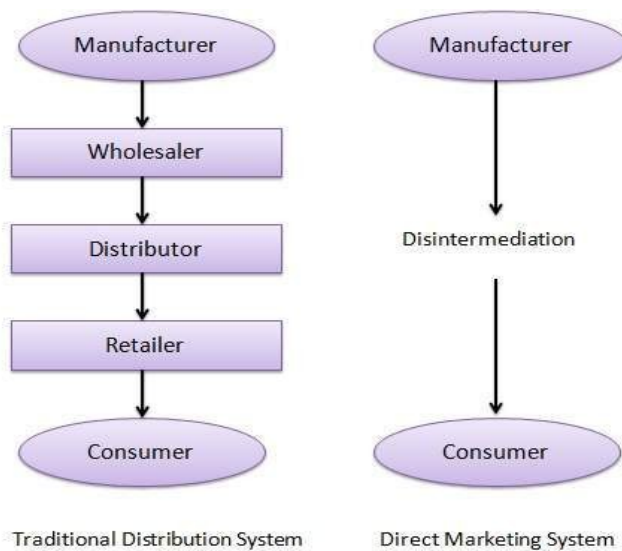 Manufacturer
Wholesaler
Distributor
Retailer
Consumer
Traditional Distribution System
Manufacturer
Disintermediation
Consumer
Direct Marketing System